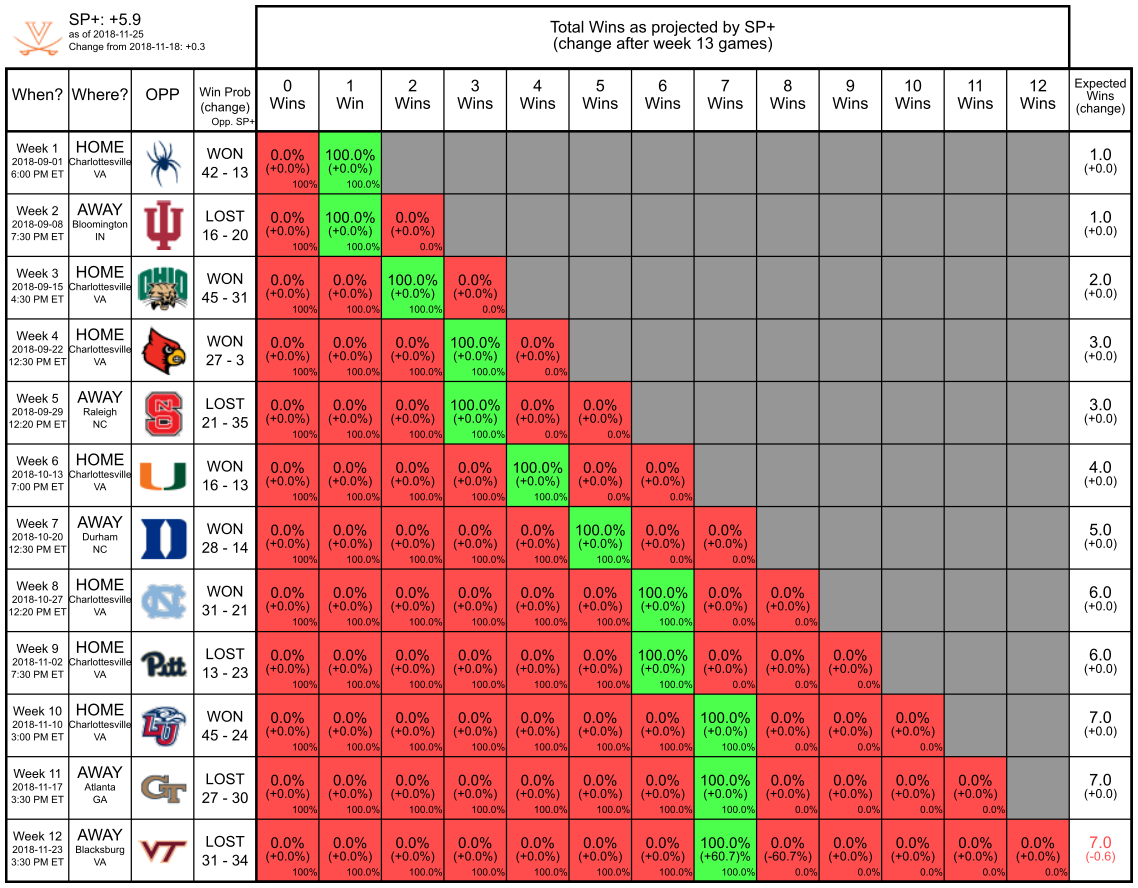 SP+: +5.9
as of 2018-11-25
Change from 2018-11-18: +0.3
Total Wins as projected by SP+
(change after week 13 games)
When? Where? OPP
Win Prob
(change)
Opp. SP+
0 1 2 3 4 5 6 7 8 9 10 11 12
Wins Win Wins Wins Wins Wins Wins Wins Wins Wins Wins Wins Wins
Expected
Wins
(change)
Week 1
2018-09-01
6:00 PM ET
HOME
Charlottesville
VA
WON
42 - 13
0.0% 100.0% 1.0
(+0.0%) (+0.0%) (+0.0)
100% 100.0%
Week 2
2018-09-08
7:30 PM ET
AWAY
Bloomington
IN
LOST
16 - 20
0.0% 100.0% 0.0% 1.0
(+0.0%) (+0.0%) (+0.0%) (+0.0)
100% 100.0% 0.0%
Week 3
2018-09-15
4:30 PM ET
HOME
Charlottesville
VA
OHIO
WON
45 - 31
0.0% 0.0% 100.0% 0.0% 2.0
(+0.0%) (+0.0%) (+0.0%) (+0.0%) (+0.0)
100% 100.0% 100.0% 0.0%
Week 4
2018-09-22
12:30 PM ET
HOME
Charlottesville
VA
WON
27 - 3
0.0% 0.0% 0.0% 100.0% 0.0% 3.0
(+0.0%) (+0.0%) (+0.0%) (+0.0%) (+0.0%) (+0.0)
100% 100.0% 100.0% 100.0% 0.0%
Week 5
2018-09-29
12:20 PM ET
AWAY
Raleigh
NC
NCS
LOST
21 - 35
0.0% 0.0% 0.0% 100.0% 0.0% 0.0% 3.0
(+0.0%) (+0.0%) (+0.0%) (+0.0%) (+0.0%) (+0.0%) (+0.0)
100% 100.0% 100.0% 100.0% 0.0% 0.0%
Week 6
2018-10-13
7:00 PM ET
HOME
Charlottesville
VA
U
WON
16 - 13
0.0% 0.0% 0.0% 0.0% 100.0% 0.0% 0.0% 4.0
(+0.0%) (+0.0%) (+0.0%) (+0.0%) (+0.0%) (+0.0%) (+0.0%) (+0.0)
100% 100.0% 100.0% 100.0% 100.0% 0.0% 0.0%
Week 7
2018-10-20
12:30 PM ET
AWAY
Durham
NC
D
WON
28 - 14
0.0% 0.0% 0.0% 0.0% 0.0% 100.0% 0.0% 0.0% 5.0
(+0.0%) (+0.0%) (+0.0%) (+0.0%) (+0.0%) (+0.0%) (+0.0%) (+0.0%) (+0.0)
100% 100.0% 100.0% 100.0% 100.0% 100.0% 0.0% 0.0%
Week 8
2018-10-27
12:20 PM ET
HOME
Charlottesville
VA
NC
WON
31 - 21
0.0% 0.0% 0.0% 0.0% 0.0% 0.0% 100.0% 0.0% 0.0% 6.0
(+0.0%) (+0.0%) (+0.0%) (+0.0%) (+0.0%) (+0.0%) (+0.0%) (+0.0%) (+0.0%) (+0.0)
100% 100.0% 100.0% 100.0% 100.0% 100.0% 100.0% 0.0% 0.0%
Week 9
2018-11-02
7:30 PM ET
HOME
Charlottesville
VA
Pitt
LOST
13 - 23
0.0% 0.0% 0.0% 0.0% 0.0% 0.0% 100.0% 0.0% 0.0% 0.0% 6.0
(+0.0%) (+0.0%) (+0.0%) (+0.0%) (+0.0%) (+0.0%) (+0.0%) (+0.0%) (+0.0%) (+0.0%) (+0.0)
100% 100.0% 100.0% 100.0% 100.0% 100.0% 100.0% 0.0% 0.0% 0.0%
Week 10
2018-11-10
3:00 PM ET
HOME
Charlottesville
VA
LU
WON
45 - 24
0.0% 0.0% 0.0% 0.0% 0.0% 0.0% 0.0% 100.0% 0.0% 0.0% 0.0% 7.0
(+0.0%) (+0.0%) (+0.0%) (+0.0%) (+0.0%) (+0.0%) (+0.0%) (+0.0%) (+0.0%) (+0.0%) (+0.0%) (+0.0)
100% 100.0% 100.0% 100.0% 100.0% 100.0% 100.0% 100.0% 0.0% 0.0% 0.0%
Week 11
2018-11-17
3:30 PM ET
AWAY
Atlanta
GA
GT
LOST
27 - 30
0.0% 0.0% 0.0% 0.0% 0.0% 0.0% 0.0% 100.0% 0.0% 0.0% 0.0% 0.0% 7.0
(+0.0%) (+0.0%) (+0.0%) (+0.0%) (+0.0%) (+0.0%) (+0.0%) (+0.0%) (+0.0%) (+0.0%) (+0.0%) (+0.0%) (+0.0)
100% 100.0% 100.0% 100.0% 100.0% 100.0% 100.0% 100.0% 0.0% 0.0% 0.0% 0.0%
Week 12
2018-11-23
3:30 PM ET
AWAY
Blacksburg
VA
VT
LOST
31 - 34
0.0% 0.0% 0.0% 0.0% 0.0% 0.0% 0.0% 100.0% 0.0% 0.0% 0.0% 0.0% 0.0% 7.0
(+0.0%) (+0.0%) (+0.0%) (+0.0%) (+0.0%) (+0.0%) (+0.0%) (+60.7)% (-60.7%) (+0.0%) (+0.0%) (+0.0%) (+0.0%) (-0.6)
100% 100.0% 100.0% 100.0% 100.0% 100.0% 100.0% 100.0% 0.0% 0.0% 0.0% 0.0% 0.0%